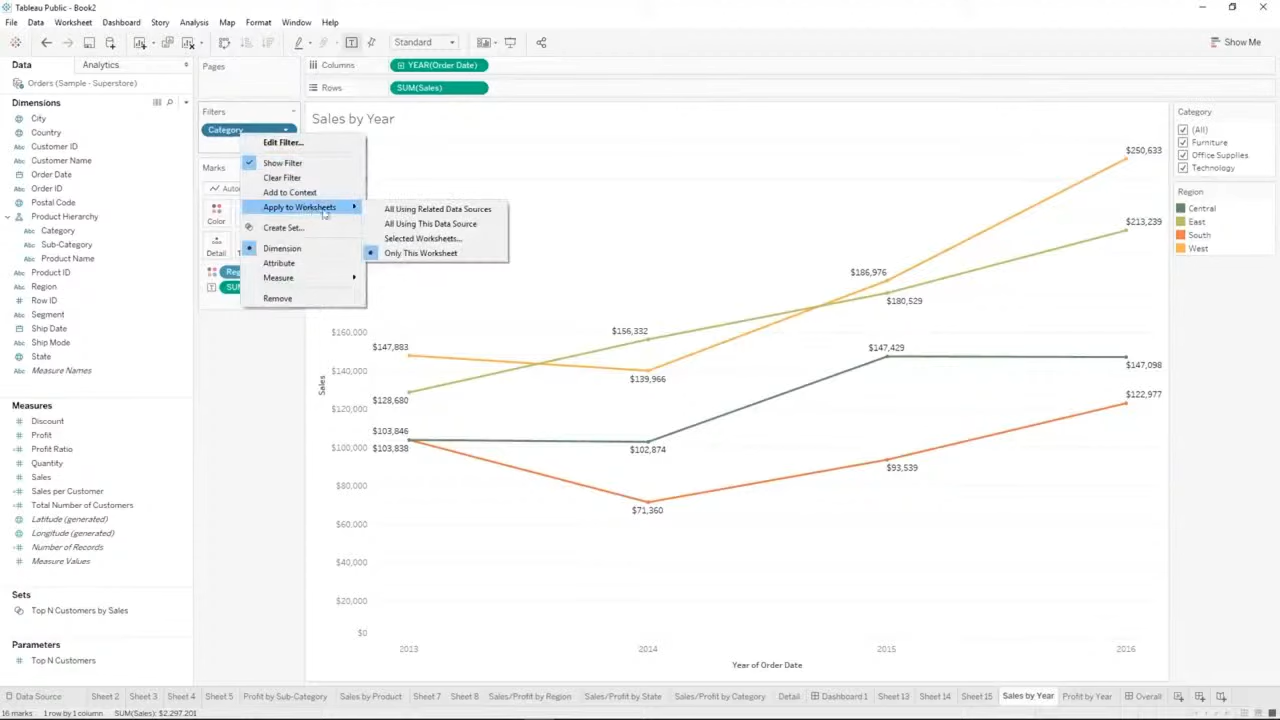 Tableau Public - Book2
File Data Worksheet Dashboard Story Analysis Map Format Window Help
Standard
Show Me
Data Analytics
Orders (Sample - Superstore)
Dimensions
City
Country
Customer ID
Customer Name
Order Date
Order ID
Postal Code
Product Hierarchy
Category
Sub-Category
Product Name
Product ID
Region
Row ID
Segment
Ship Date
Ship Mode
State
Measure Names
Measures
Discount
Profit
Profit Ratio
Quantity
Sales
Sales per Customer
Total Number of Customers
Latitude (generated)
Longitude (generated)
Number of Records
Measure Values
Sets
Top N Customers by Sales
Parameters
Top N Customers
Pages
Filters
Category
Marks
Color
Detail
Edit Filter...
Show Filter
Clear Filter
Add to Context
Apply to Worksheets
Create Set...
Dimension
Attribute
Measure
Remove
All Using Related Data Sources
All Using This Data Source
Selected Worksheets...
Only This Worksheet
Columns YEAR(Order Date)
Rows SUM(Sales)
Sales by Year
$250,633
$213,239
$186,976
$180,529
$156,332
$160,000
$147,883
$147,429
$147,098
$140,000
$139,966
$128,680
$122,977
$120,000
$103,846
$103,838
$102,874
$100,000
$93,539
$80,000
$71,360
$60,000
$40,000
$20,000
$0
Sales
2013 2014 2015 2016
Year of Order Date
Category
(All)
Furniture
Office Supplies
Technology
Region
Central
East
South
West
Data Source Sheet 2 Sheet 3 Sheet 4 Sheet 5 Profit by Sub-Category Sales by Product Sheet 7 Sheet 8 Sales/Profit by Region Sales/Profit by State Sales/Profit by Category Detail Dashboard 1 Sheet 13 Sheet 14 Sheet 15 Sales by Year Profit by Year Overall
16 marks 1 row by 1 column SUM(Sales): $2,297,201